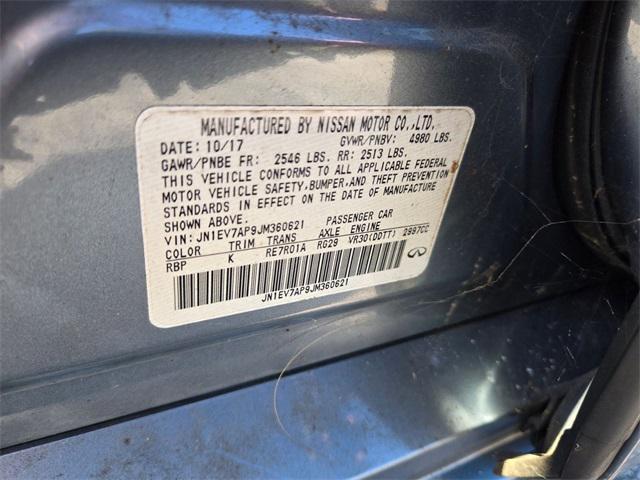 MANUFACTURED BY NISSAN MOTOR CO.,LTD.
DATE: 10/17 GVWR/PNBV: 4980 LBS.
GAWR/PNBE FR: 2546 LBS. RR: 2513 LBS.
THIS VEHICLE CONFORMS TO ALL APPLICABLE FEDERAL
MOTOR VEHICLE SAFETY, BUMPER, AND THEFT PREVENTION
STANDARDS IN EFFECT ON THE DATE OF MANUFACTURE
SHOWN ABOVE.
VIN: JN1EV7AP9JM360621 PASSENGER CAR
COLOR TRIM TRANS AXLE ENGINE
RBP K RE7R01A RG29 VR30(DDTT) 2997CC
JN1EV7AP9JM360621